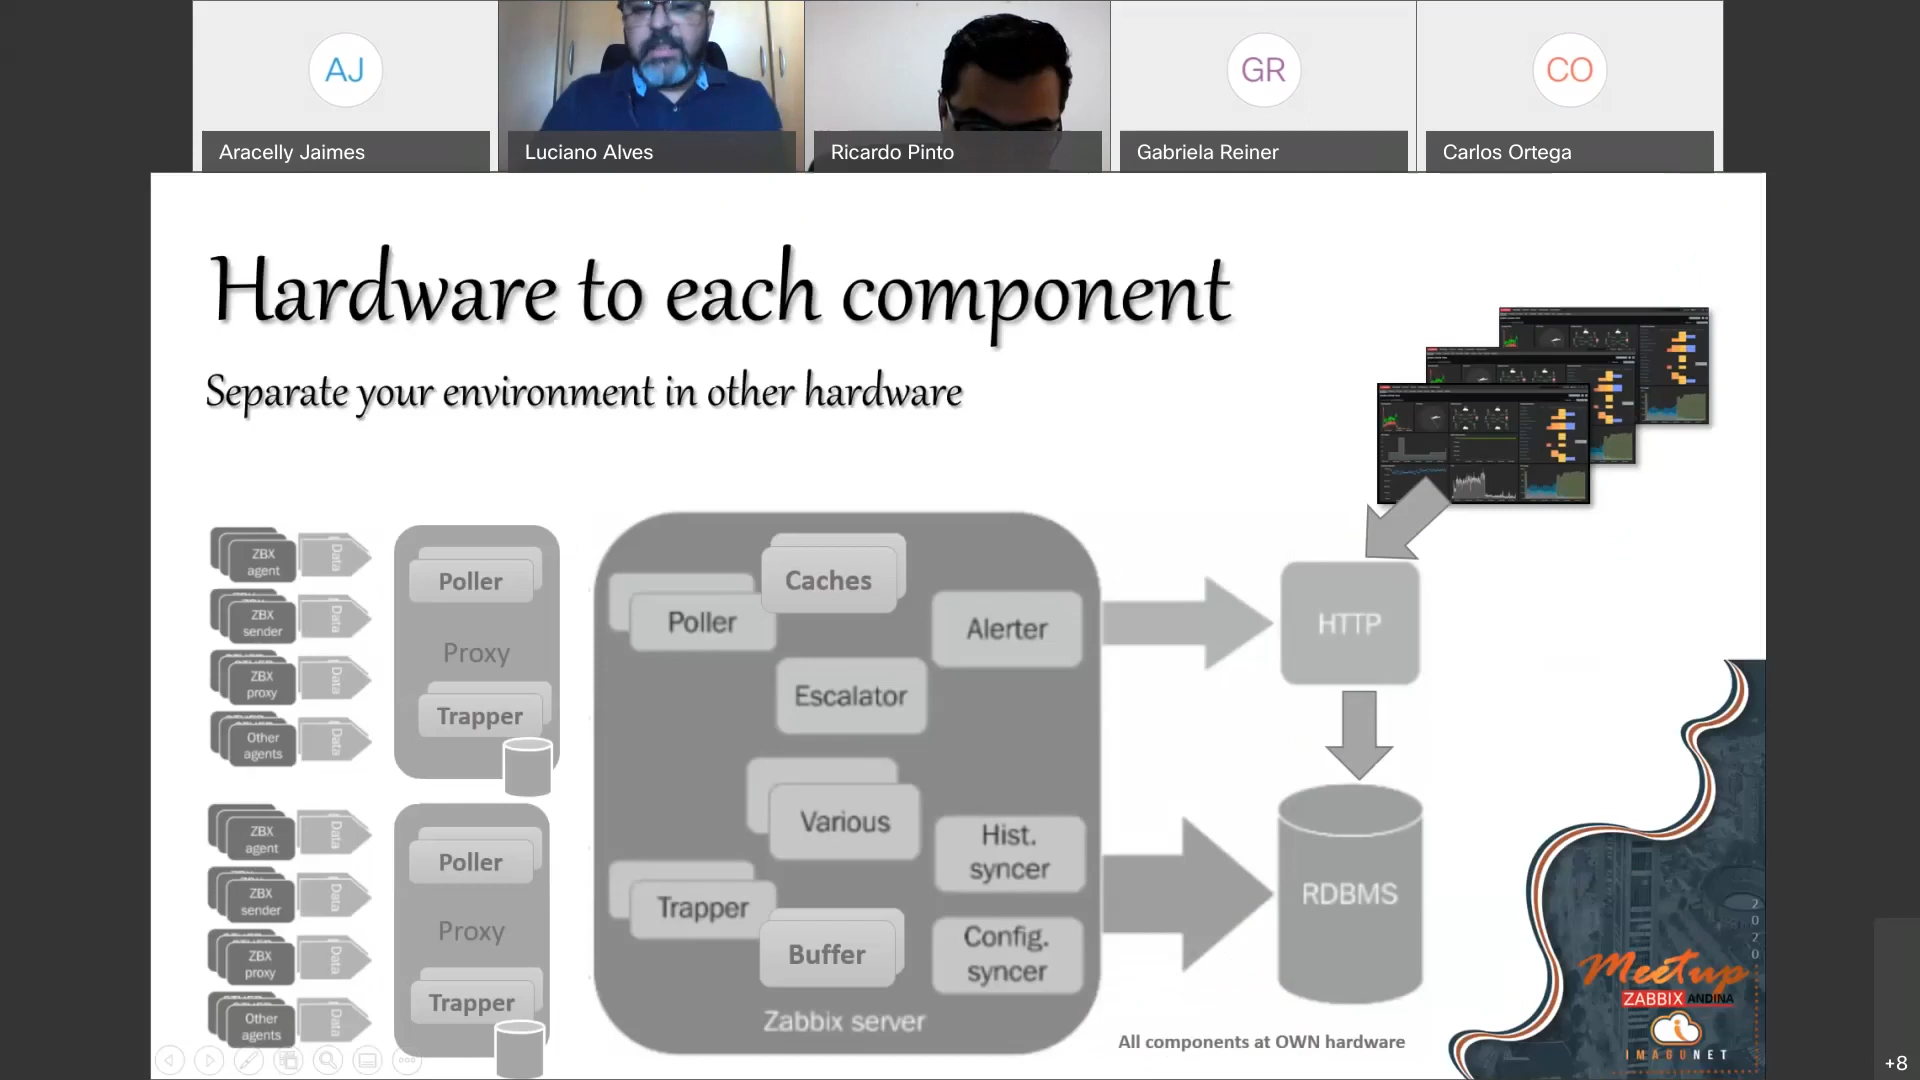 AJ
GR
CO
Aracelly Jaimes
Luciano Alves
Ricardo Pinto
Gabriela Reiner
Carlos Ortega
Hardware to each component
Separate your environment in other hardware
ZBX
agent
Data
ZBX
sender
Data
ZBX
proxy
Data
Other
agents
Data
Poller
Proxy
Trapper
ZBX
agent
Data
ZBX
sender
Data
ZBX
proxy
Data
Other
agents
Data
Poller
Proxy
Trapper
Caches
Poller
Alerter
Escalator
Various
Hist.
syncer
Trapper
Buffer
Config.
syncer
Zabbix server
HTTP
RDBMS
All components at OWN hardware
2020
Meetup
ZABBIX ANDINA
IMAGUNET
+8